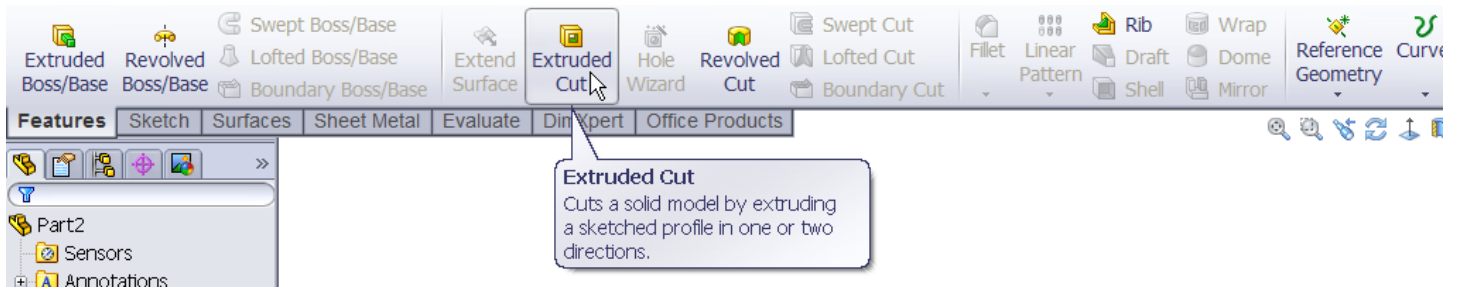 Extruded Boss/Base
Revolved Boss/Base
Swept Boss/Base
Lofted Boss/Base
Boundary Boss/Base
Extend Surface
Extruded Cut
Hole Wizard
Revolved Cut
Swept Cut
Lofted Cut
Boundary Cut
Fillet
Linear Pattern
Rib
Draft
Shell
Wrap
Dome
Mirror
Reference Geometry
Curve
Features Sketch Surfaces Sheet Metal Evaluate DimXpert Office Products
Extruded Cut
Cuts a solid model by extruding
a sketched profile in one or two
directions.
Part2
Sensors
Annotations